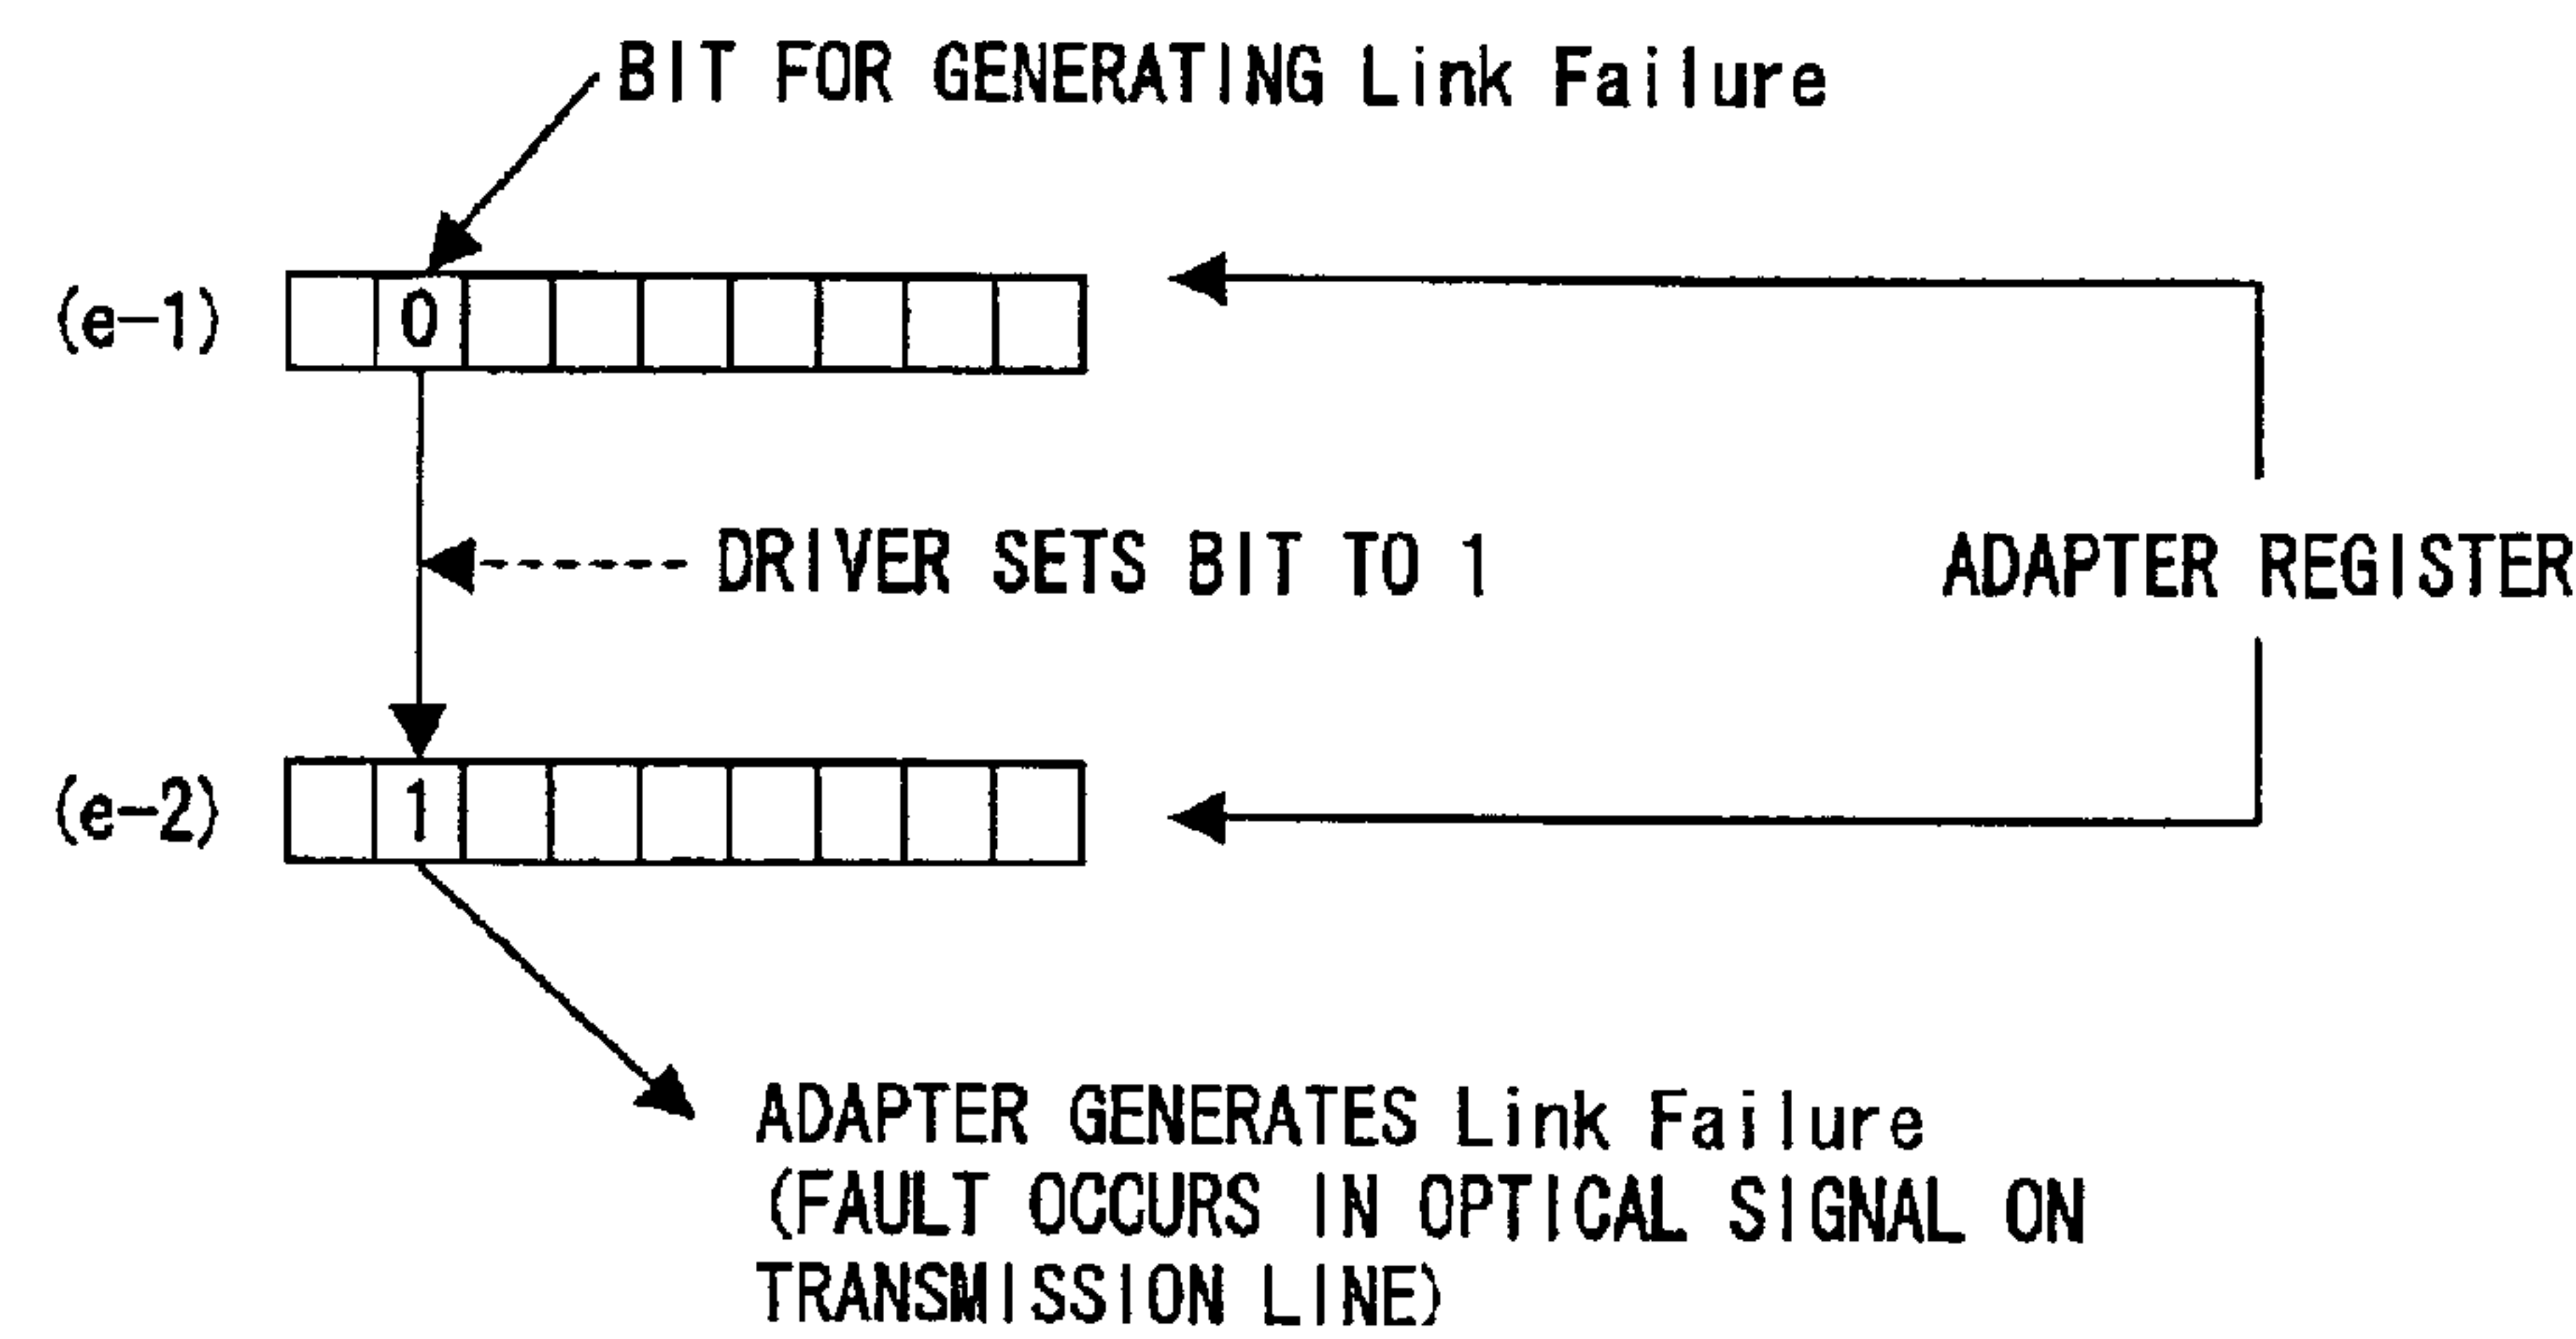 BIT FOR GENERATING Link Failure
(e-1)
0
DRIVER SETS BIT TO 1
ADAPTER REGISTER
(e-2)
1
ADAPTER GENERATES Link Failure
(FAULT OCCURS IN OPTICAL SIGNAL ON
TRANSMISSION LINE)